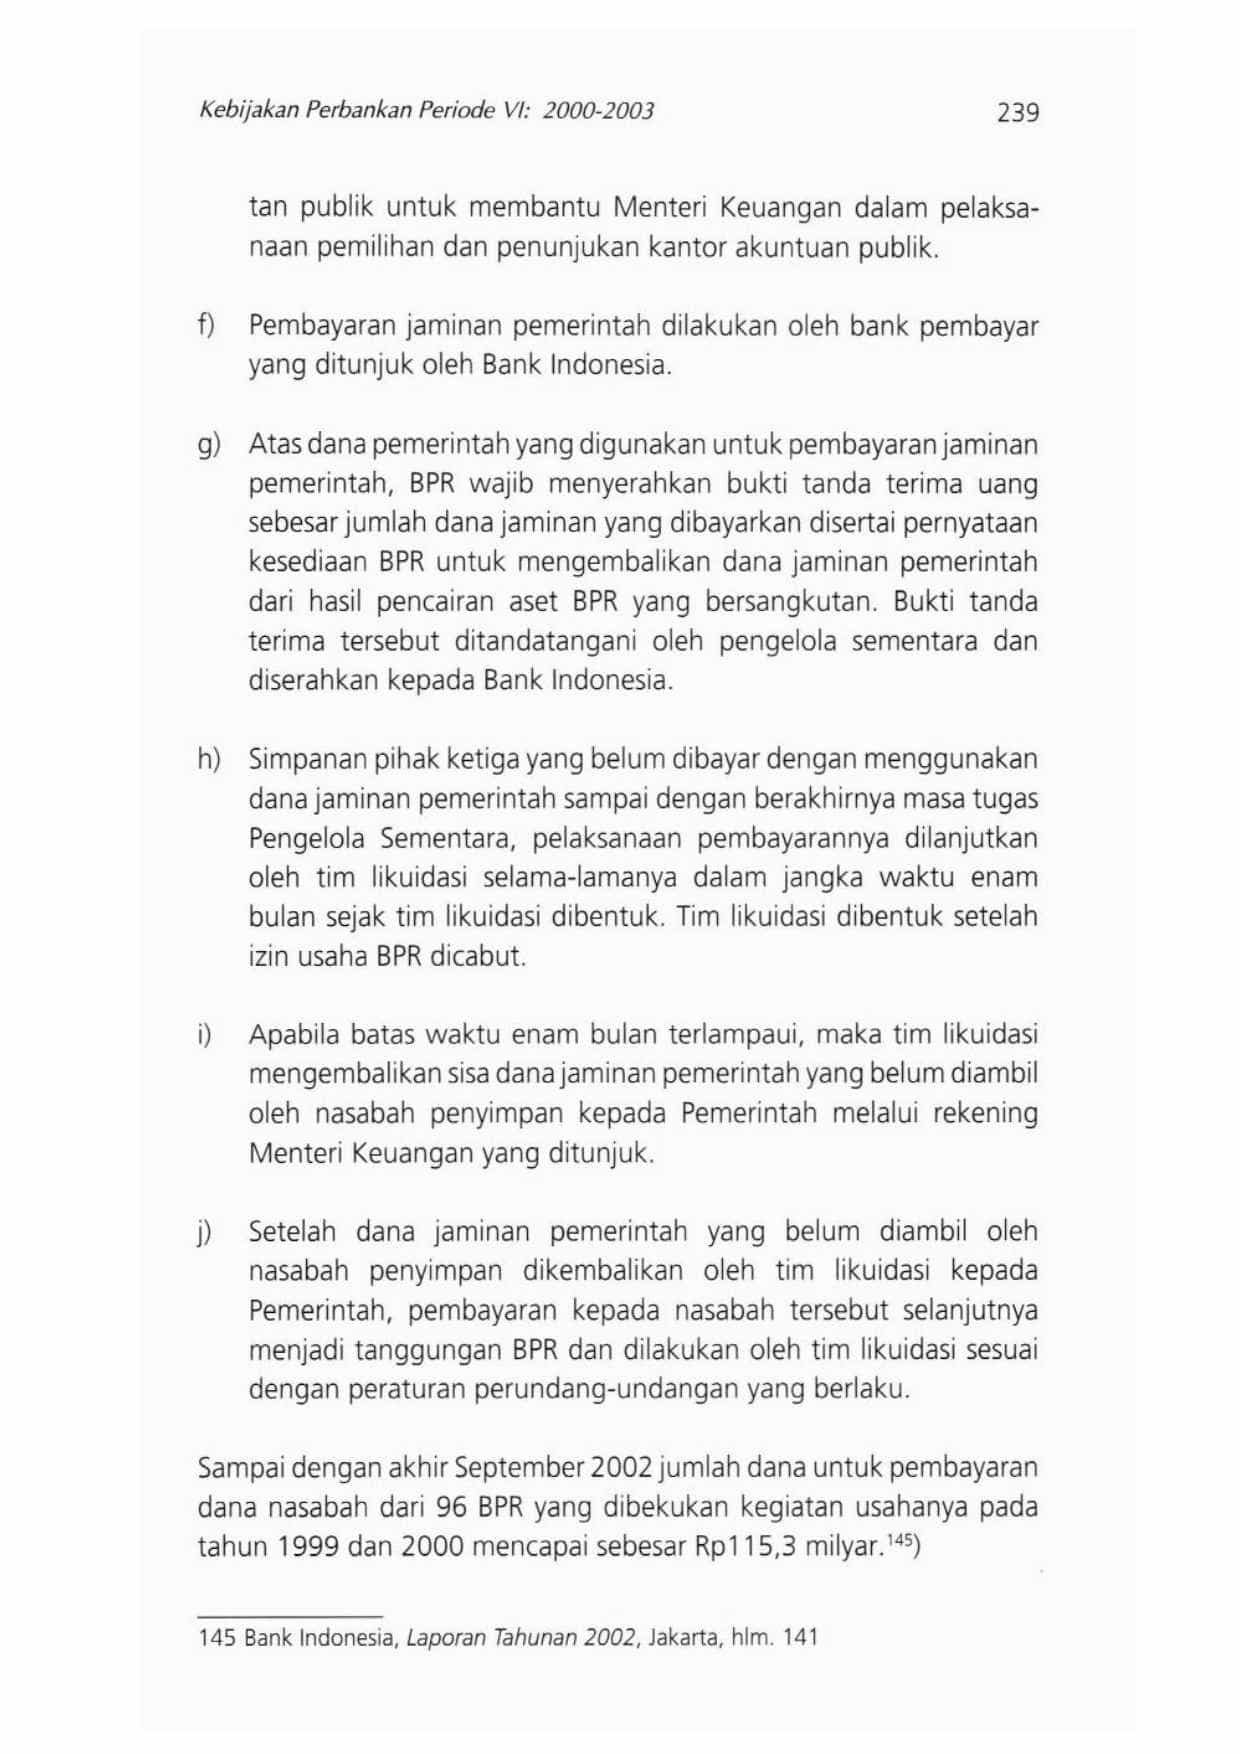 Kebijakan Perbankan Periode VI: 2000-2003 239
tan publik untuk membantu Menteri Keuangan dalam pelaksa-
naan pemilihan dan penunjukan kantor akuntuan publik.
f) Pembayaran jaminan pemerintah dilakukan oleh bank pembayar
yang ditunjuk oleh Bank Indonesia.
g) Atas dana pemerintah yang digunakan untuk pembayaran jaminan
pemerintah, BPR wajib menyerahkan bukti tanda terima uang
sebesar jumlah dana jaminan yang dibayarkan disertai pernyataan
kesediaan BPR untuk mengembalikan dana jaminan pemerintah
dari hasil pencairan aset BPR yang bersangkutan. Bukti tanda
terima tersebut ditandatangani oleh pengelola sementara dan
diserahkan kepada Bank Indonesia.
h) Simpanan pihak ketiga yang belum dibayar dengan menggunakan
dana jaminan pemerintah sampai dengan berakhirnya masa tugas
Pengelola Sementara, pelaksanaan pembayarannya dilanjutkan
oleh tim likuidasi selama-lamanya dalam jangka waktu enam
bulan sejak tim likuidasi dibentuk. Tim likuidasi dibentuk setelah
izin usaha BPR dicabut.
i) Apabila batas waktu enam bulan terlampaui, maka tim likuidasi
mengembalikan sisa dana jaminan pemerintah yang belum diambil
oleh nasabah penyimpan kepada Pemerintah melalui rekening
Menteri Keuangan yang ditunjuk.
j) Setelah dana jaminan pemerintah yang belum diambil oleh
nasabah penyimpan dikembalikan oleh tim likuidasi kepada
Pemerintah, pembayaran kepada nasabah tersebut selanjutnya
menjadi tanggungan BPR dan dilakukan oleh tim likuidasi sesuai
dengan peraturan perundang-undangan yang berlaku.
Sampai dengan akhir September 2002 jumlah dana untuk pembayaran
dana nasabah dari 96 BPR yang dibekukan kegiatan usahanya pada
tahun 1999 dan 2000 mencapai sebesar Rp115,3 milyar.¹⁴⁵)
145 Bank Indonesia, Laporan Tahunan 2002, Jakarta, hlm. 141